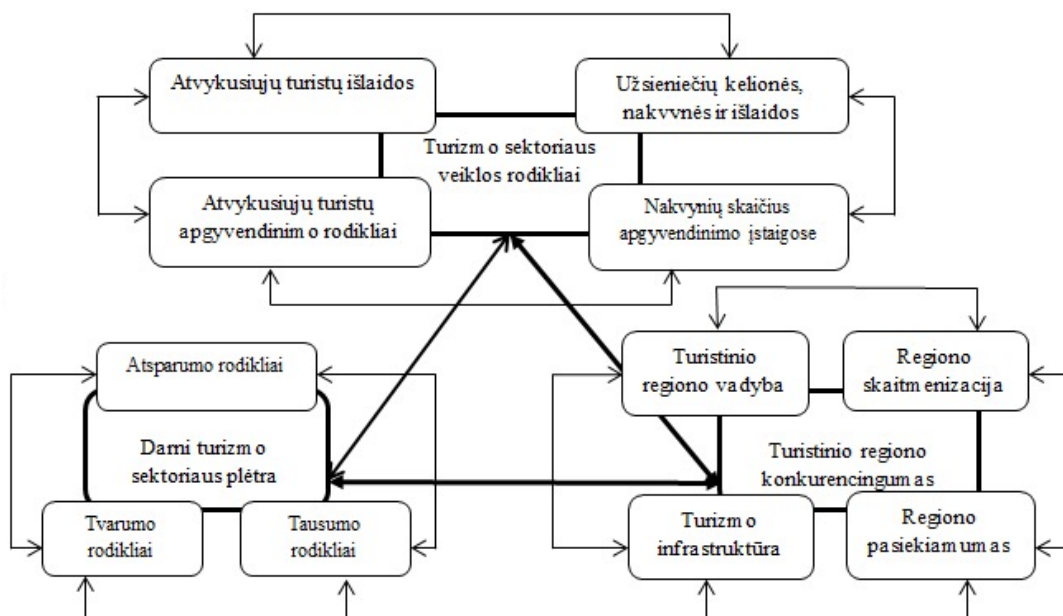 Atvykusiųjų turistų išlaidos
Užsieniečių kelionės,
nakvynės ir išlaidos
Turizmo sektoriaus
veiklos rodikliai
Atvykusiųjų turistų
apgyvendinimo rodikliai
Nakvynių skaičius
apgyvendinimo įstaigose
Atsparumo rodikliai
Darni turizmo
sektoriaus plėtra
Tvarumo
rodikliai
Tausumo
rodikliai
Turistinio
regiono vadyba
Regiono
skaitmenizacija
Turistinio regiono
konkurencingumas
Turizmo
infrastruktūra
Regiono
pasiekiamumas